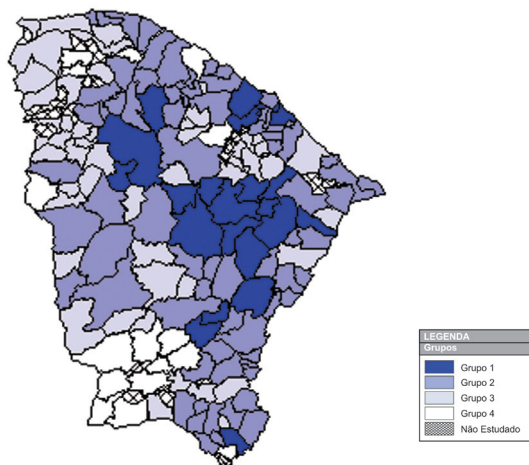 LEGENDA
Grupos
Grupo 1
Grupo 2
Grupo 3
Grupo 4
Não Estudado